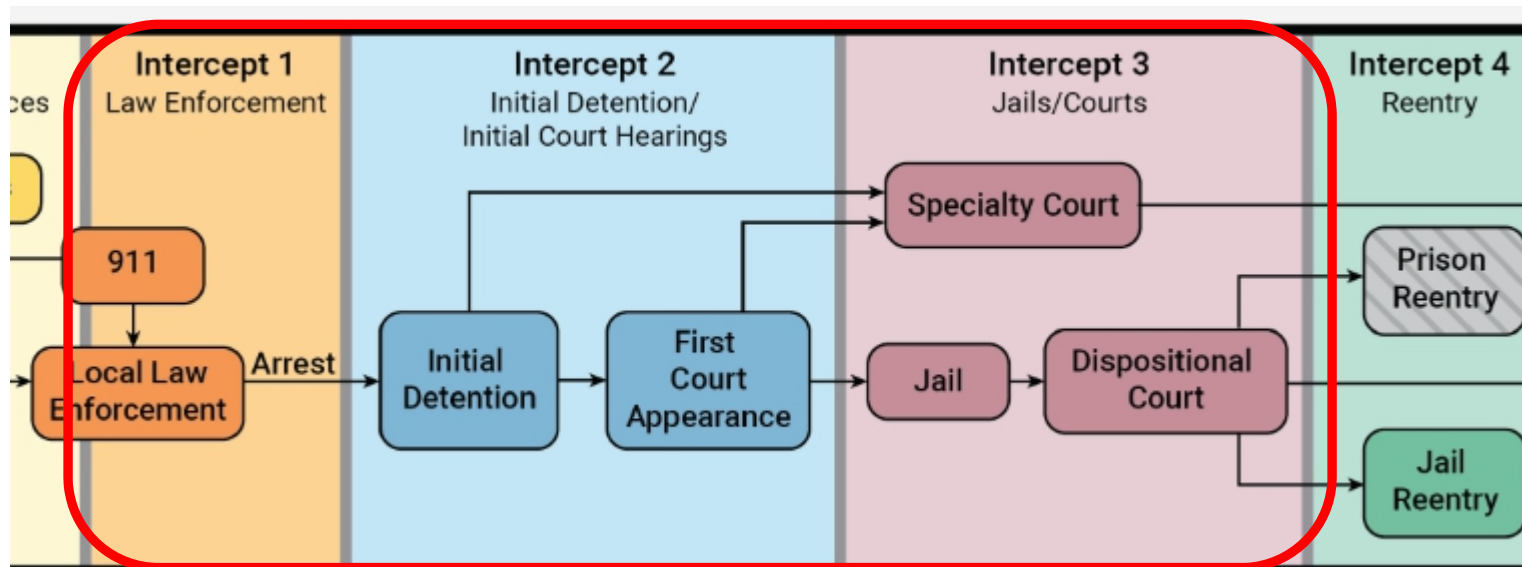 Intercept 1
Law Enforcement
Intercept 2
Initial Detention/
Initial Court Hearings
Intercept 3
Jails/Courts
Intercept 4
Reentry
911
Local Law
Enforcement
Arrest
Initial
Detention
First
Court
Appearance
Specialty Court
Jail
Dispositional
Court
Prison
Reentry
Jail
Reentry